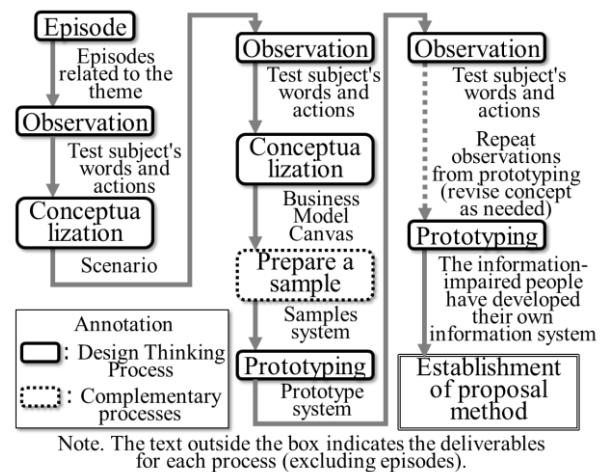 Episode
Episodes
related to the
theme
Observation
Test subject's
words and
actions
Conceptua
lization
Scenario
Observation
Test subject's
words and
actions
Conceptua
lization
Business
Model
Canvas
Prepare a
sample
Samples
system
Prototyping
Prototype
system
Observation
Test subject's
words and
actions
Repeat
observations
from prototyping
(revise concept
as needed)
Prototyping
The information-
impaired people
have developed
their own
information system
Establishment
of proposal
method
Annotation
: Design Thinking
Process
: Complementary
processes
Note. The text outside the box indicates the deliverables
for each process (excluding episodes).